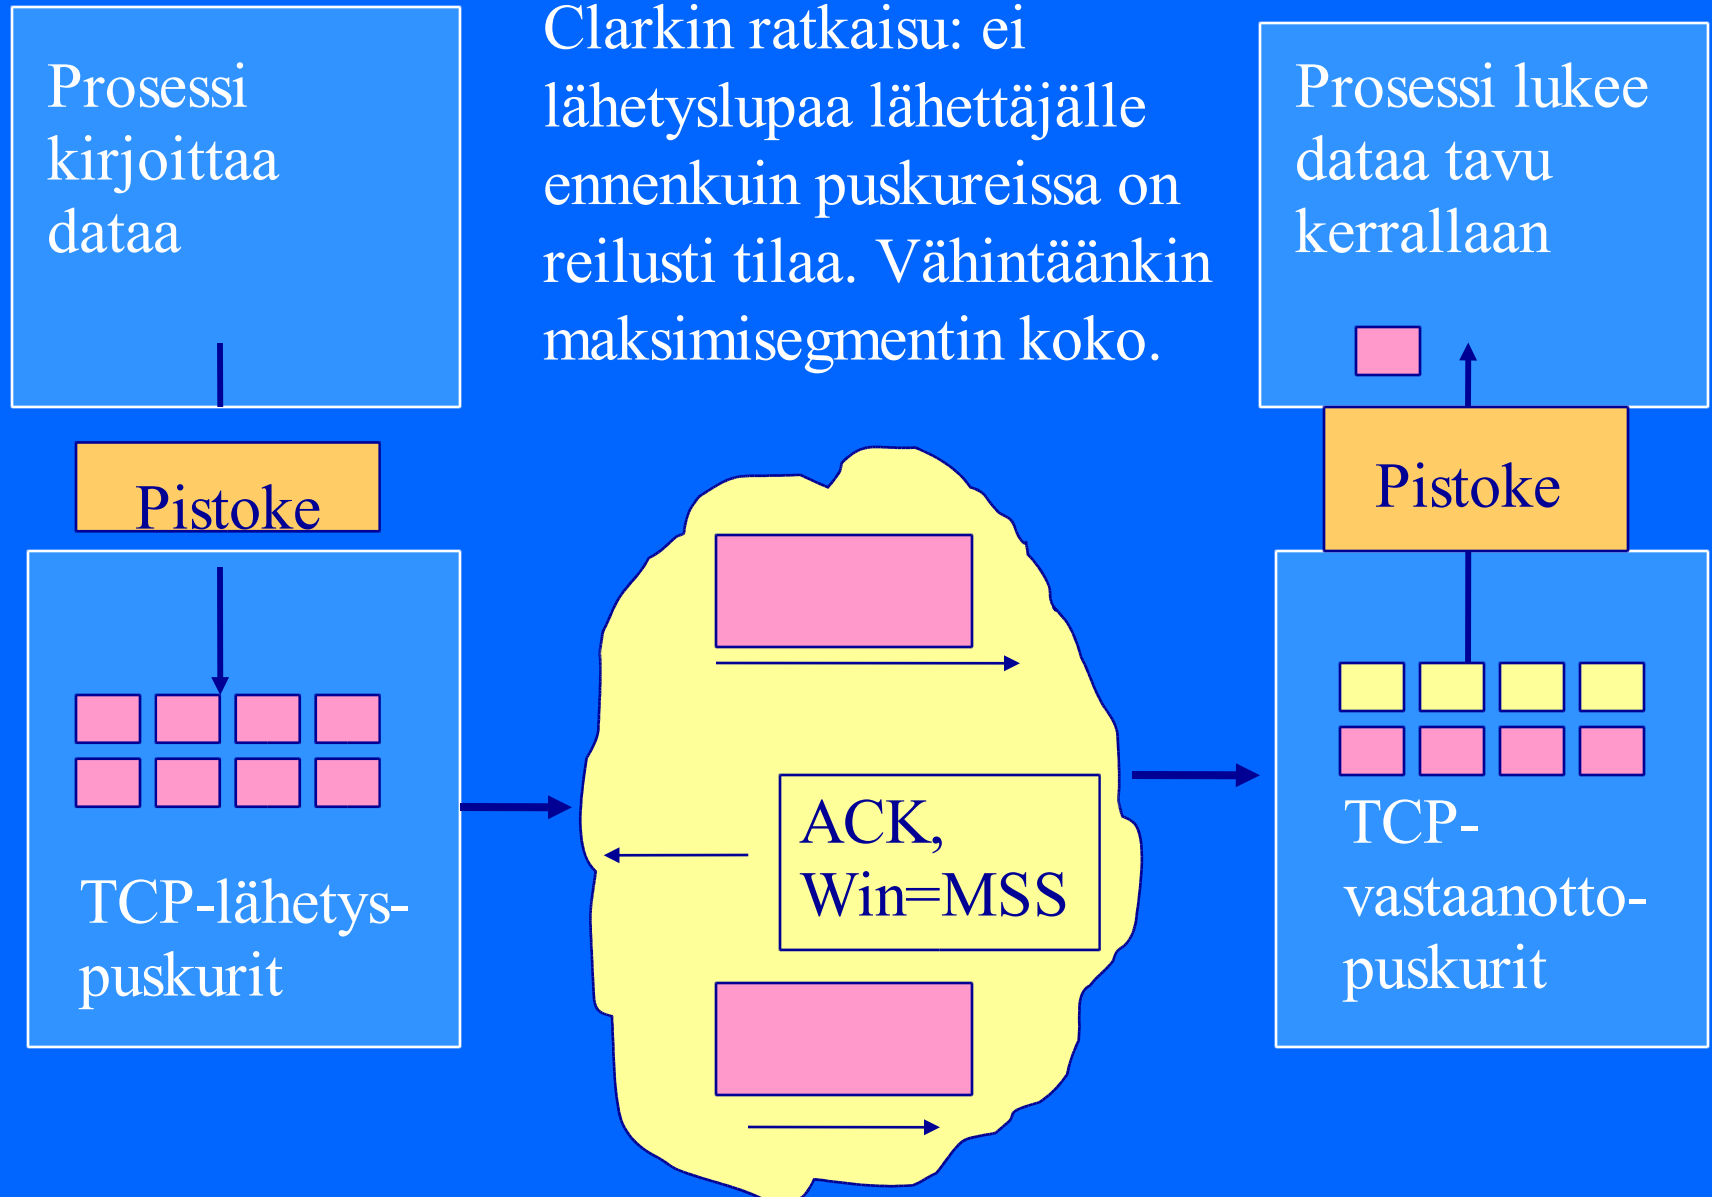 Prosessi
kirjoittaa
dataa
Clarkin ratkaisu: ei
lähetyslupaa lähettäjälle
ennenkuin puskureissa on
reilusti tilaa. Vähintäänkin
maksimisegmentin koko.
Prosessi lukee
dataa tavu
kerrallaan
Pistoke
Pistoke
ACK,
Win=MSS
TCP-lähetys-
puskurit
TCP-
vastaanotto-
puskurit